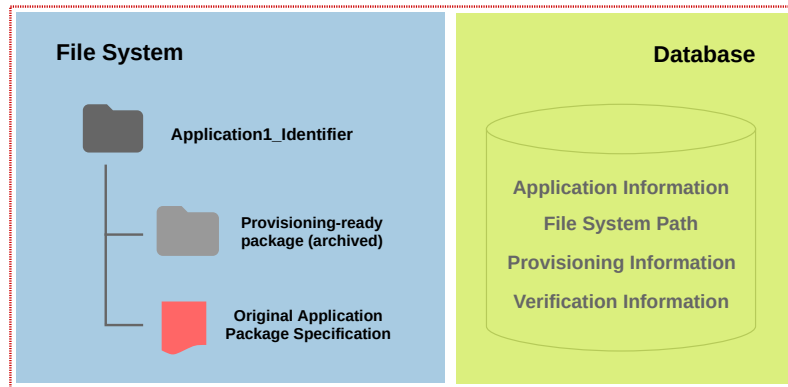 File System
Application1_Identifier
Provisioning-ready
package (archived)
Original Application
Package Specification
Database
Application Information
File System Path
Provisioning Information
Verification Information